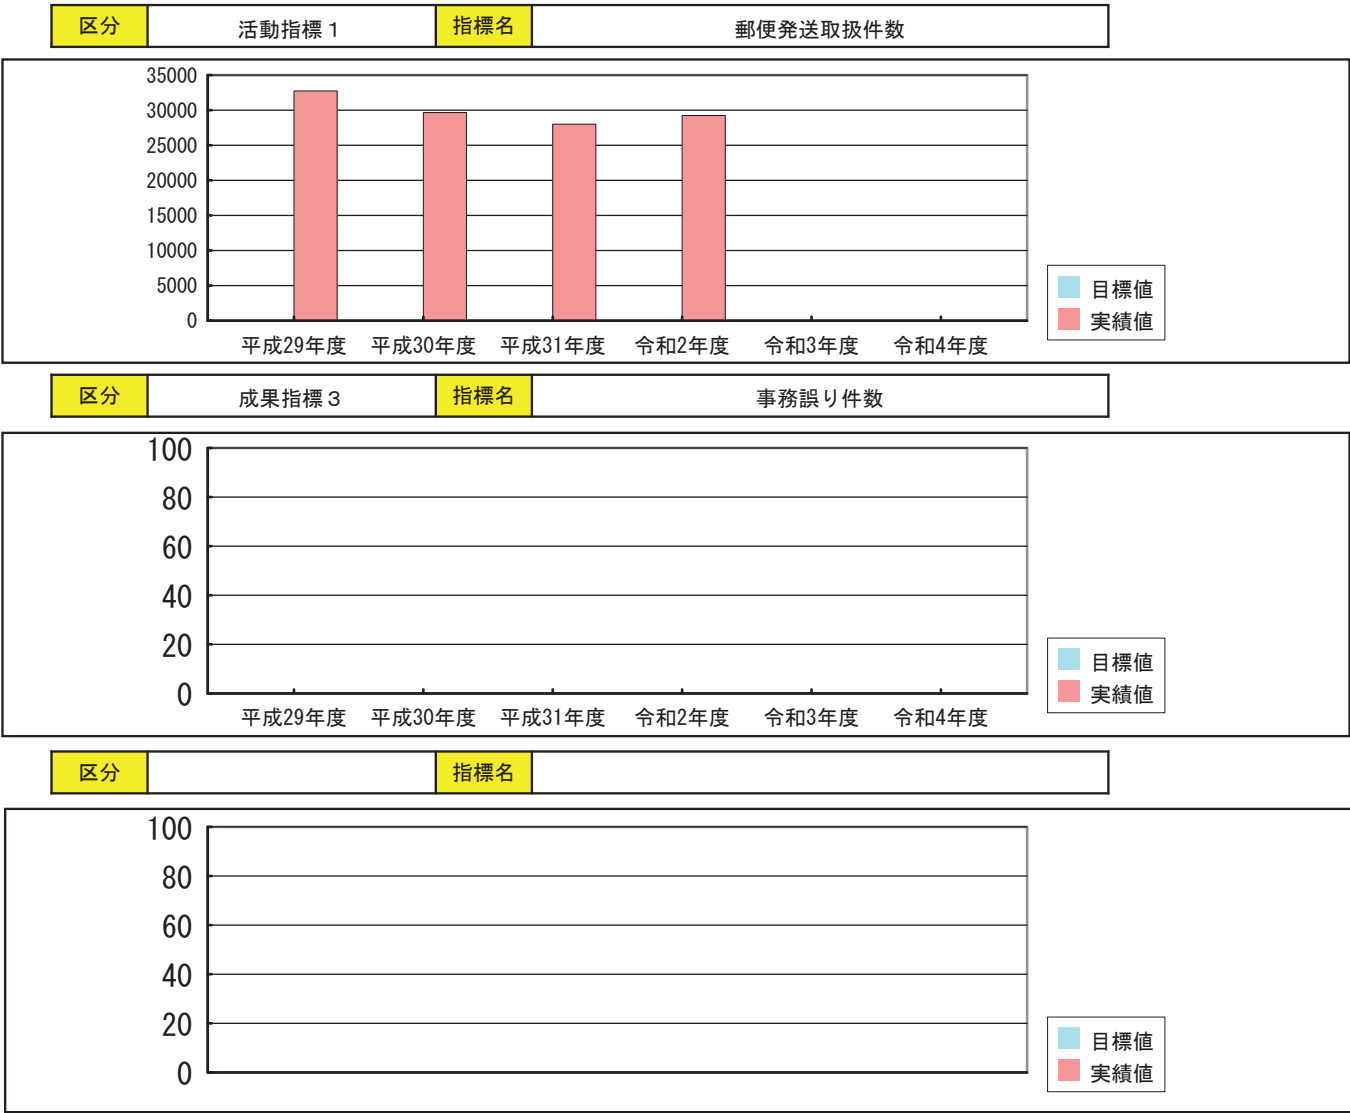 区分 活動指標１ 指標名 郵便発送取扱件数
35000
30000
25000
20000
15000
10000
5000
0
平成29年度 平成30年度 平成31年度 令和2年度 令和3年度 令和4年度
目標値
実績値
区分 成果指標３ 指標名 事務誤り件数
100
80
60
40
20
0
平成29年度 平成30年度 平成31年度 令和2年度 令和3年度 令和4年度
目標値
実績値
区分 指標名
100
80
60
40
20
0
目標値
実績値